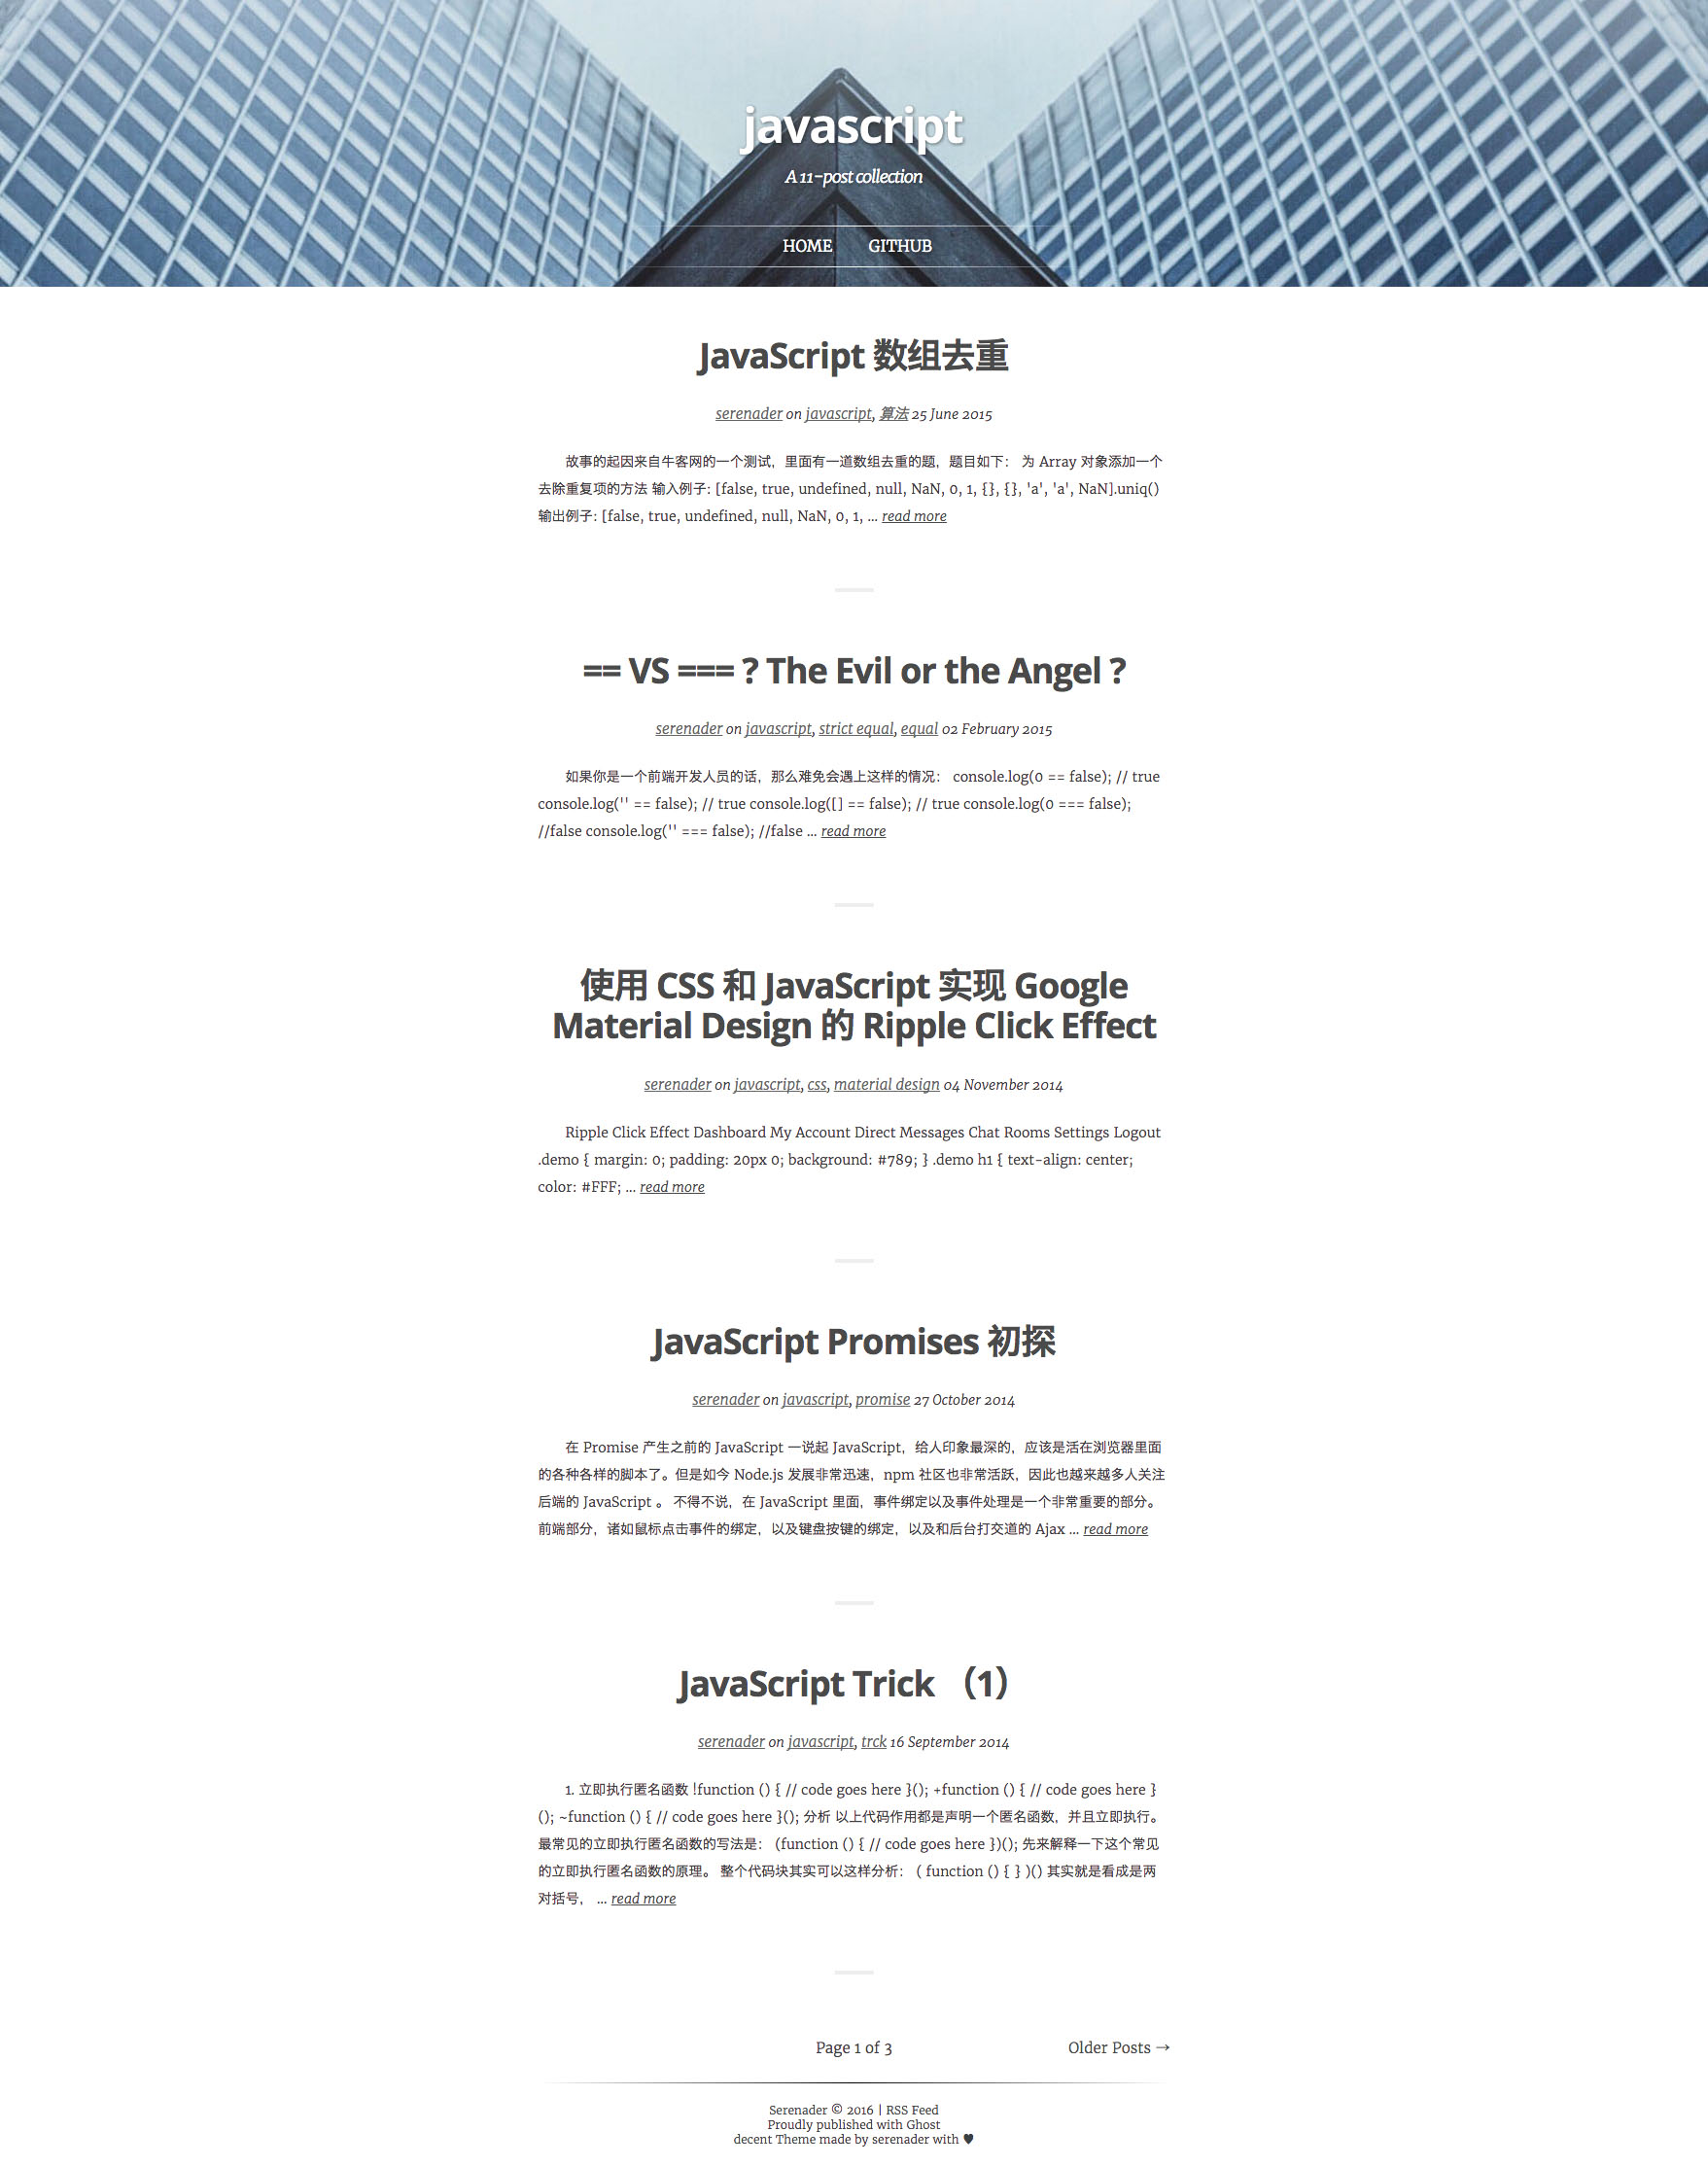 javascript
A 11-post collection
HOME GITHUB
JavaScript 数组去重
serenader on javascript, 算法 25 June 2015
故事的起因来自牛客网的一个测试，里面有一道数组去重的题，题目如下： 为 Array 对象添加一个
去除重复项的方法 输入例子: [false, true, undefined, null, NaN, 0, 1, {}, {}, 'a', 'a', NaN].uniq()
输出例子: [false, true, undefined, null, NaN, 0, 1, ... read more
== VS === ? The Evil or the Angel ?
serenader on javascript, strict equal, equal 02 February 2015
如果你是一个前端开发人员的话，那么难免会遇上这样的情况： console.log(0 == false); // true
console.log('' == false); // true console.log([] == false); // true console.log(0 === false);
//false console.log('' === false); //false ... read more
使用 CSS 和 JavaScript 实现 Google
Material Design 的 Ripple Click Effect
serenader on javascript, css, material design 04 November 2014
Ripple Click Effect Dashboard My Account Direct Messages Chat Rooms Settings Logout
.demo { margin: 0; padding: 20px 0; background: #789; } .demo h1 { text-align: center;
color: #FFF; ... read more
JavaScript Promises 初探
serenader on javascript, promise 27 October 2014
在 Promise 产生之前的 JavaScript 一说起 JavaScript，给人印象最深的，应该是活在浏览器里面
的各种各样的脚本了。但是如今 Node.js 发展非常迅速，npm 社区也非常活跃，因此也越来越多人关注
后端的 JavaScript 。 不得不说，在 JavaScript 里面，事件绑定以及事件处理是一个非常重要的部分。
前端部分，诸如鼠标点击事件的绑定，以及键盘按键的绑定，以及和后台打交道的 Ajax ... read more
JavaScript Trick （1）
serenader on javascript, trck 16 September 2014
1. 立即执行匿名函数 !function () { // code goes here }(); +function () { // code goes here }
(); ~function () { // code goes here }(); 分析 以上代码作用都是声明一个匿名函数，并且立即执行。
最常见的立即执行匿名函数的写法是： (function () { // code goes here })(); 先来解释一下这个常见
的立即执行匿名函数的原理。 整个代码块其实可以这样分析： ( function () { } )() 其实就是看成是两
对括号， ... read more
Page 1 of 3 Older Posts →
Serenader © 2016 | RSS Feed
Proudly published with Ghost
decent Theme made by serenader with ♥